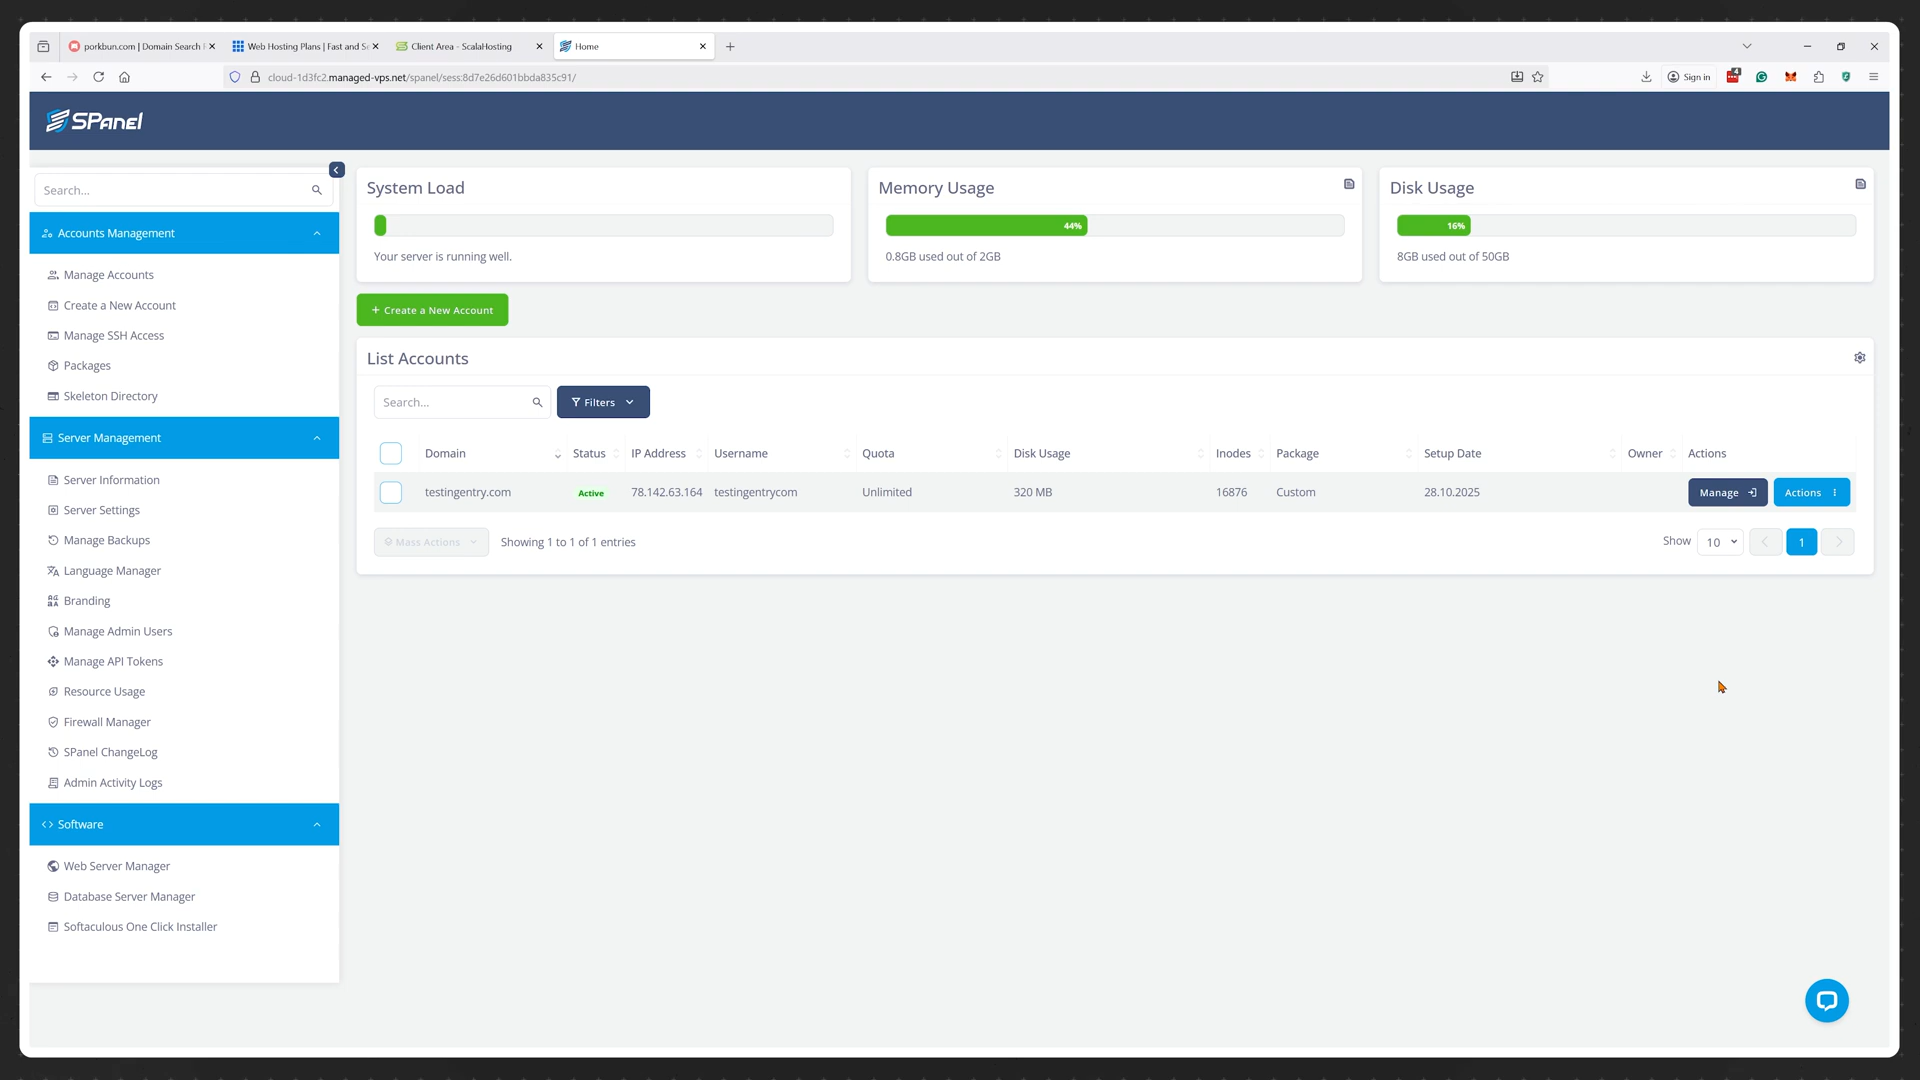 porkbun.com | Domain Search
Web Hosting Plans | Fast and Se
Client Area - ScalaHosting
Home
cloud-1d3fc2.managed-vps.net/spanel/sess:8d7e26d601bbda835c91/
Sign in
4
SPanel
Search...
Accounts Management
Manage Accounts
Create a New Account
Manage SSH Access
Packages
Skeleton Directory
Server Management
Server Information
Server Settings
Manage Backups
Language Manager
Branding
Manage Admin Users
Manage API Tokens
Resource Usage
Firewall Manager
SPanel ChangeLog
Admin Activity Logs
Software
Web Server Manager
Database Server Manager
Softaculous One Click Installer
System Load
Your server is running well.
Memory Usage
44%
0.8GB used out of 2GB
Disk Usage
16%
8GB used out of 50GB
+ Create a New Account
List Accounts
Search...
Filters
Domain Status IP Address Username Quota Disk Usage Inodes Package Setup Date Owner Actions
testingentry.com Active 78.142.63.164 testingentrycom Unlimited 320 MB 16876 Custom 28.10.2025 Manage Actions
Mass Actions Showing 1 to 1 of 1 entries Show 10 1